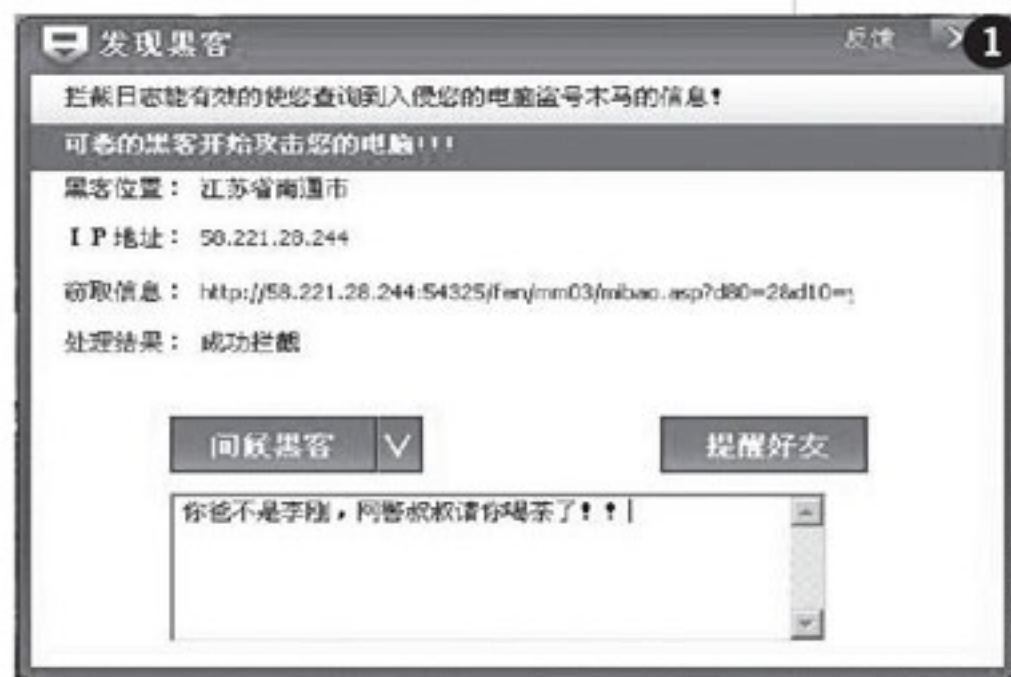 发现黑客 反馈 1
拦截日志能有效的使您查询到入侵您的电脑盗号木马的信息!
可恶的黑客开始攻击您的电脑!!!
黑客位置： 江苏省南通市
IP地址： 58.221.28.244
窃取信息： http://58.221.28.244:54325/fen/mm03/mibao.asp?d80=28d10=
处理结果： 成功拦截
问候黑客 提醒好友
你爸不是李刚，网警叔叔请你喝茶了！！